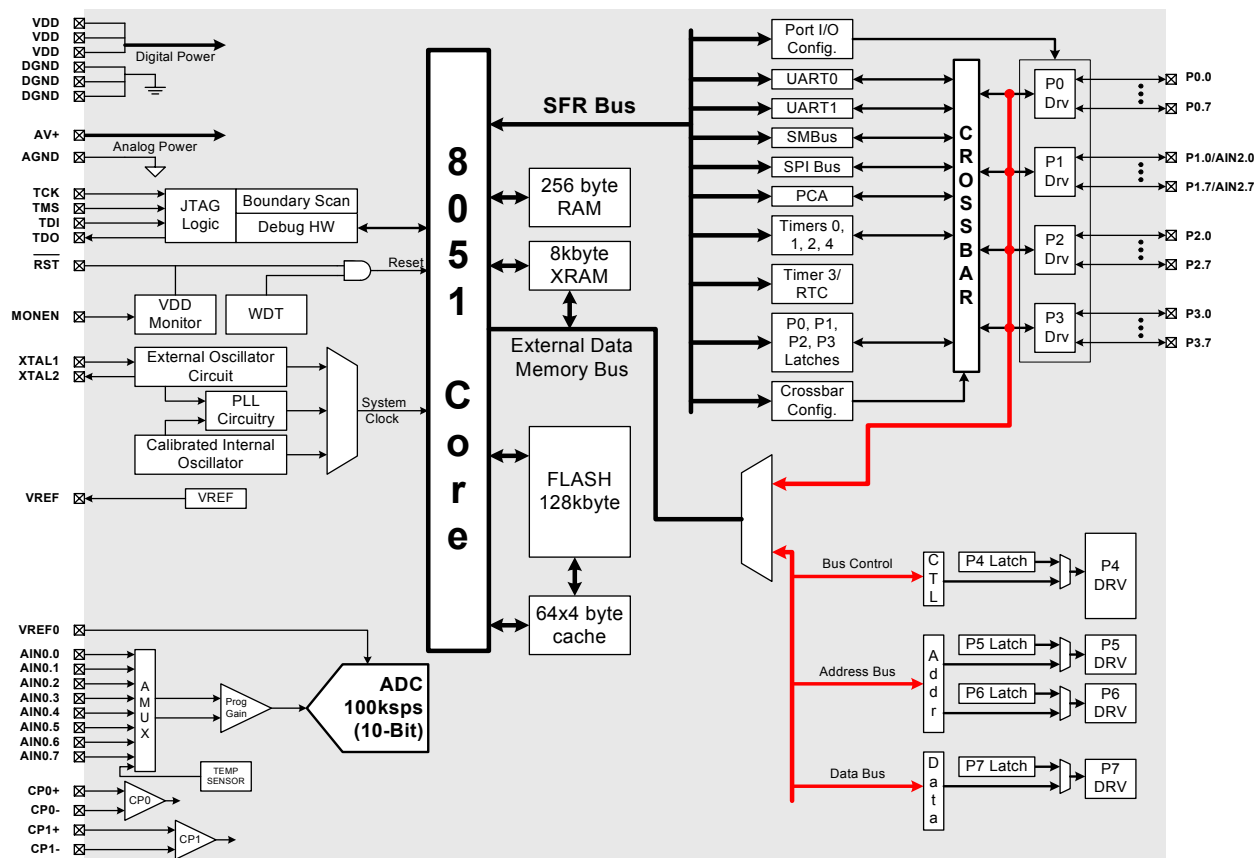 VDD
VDD
VDD
Digital Power
DGND
DGND
DGND
AV+
Analog Power
AGND
TCK
TMS
TDI
TDO
JTAG
Logic
Boundary Scan
Debug HW
RST
Reset
MONEN
VDD
Monitor
WDT
XTAL1
XTAL2
External Oscillator
Circuit
PLL
Circuitry
Calibrated Internal
Oscillator
System
Clock
VREF
VREF
VREF0
AIN0.0
AIN0.1
AIN0.2
AIN0.3
AIN0.4
AIN0.5
AIN0.6
AIN0.7
AMUX
Prog
Gain
ADC
100ksps
(10-Bit)
TEMP
SENSOR
CP0+
CP0-
CP0
CP1+
CP1-
CP1
8051 Core
SFR Bus
256 byte
RAM
8kbyte
XRAM
External Data
Memory Bus
FLASH
128kbyte
64x4 byte
cache
Port I/O
Config.
UART0
UART1
SMBus
SPI Bus
PCA
Timers 0,
1, 2, 4
Timer 3/
RTC
P0, P1,
P2, P3
Latches
Crossbar
Config.
CROSSBAR
P0
Drv
P1
Drv
P2
Drv
P3
Drv
P0.0
P0.7
P1.0/AIN2.0
P1.7/AIN2.7
P2.0
P2.7
P3.0
P3.7
Bus Control
CTL
P4 Latch
P4
DRV
Address Bus
Addr
P5 Latch
P5
DRV
P6 Latch
P6
DRV
Data Bus
Data
P7 Latch
P7
DRV